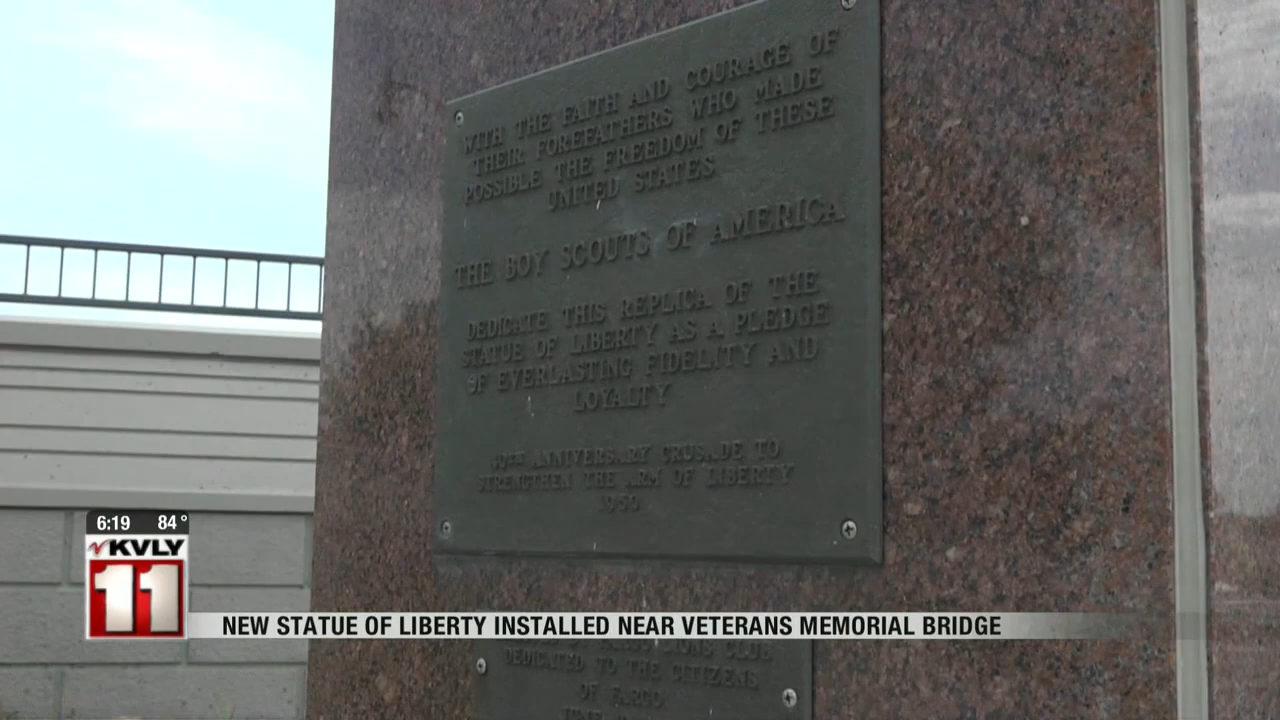 WITH THE FAITH AND COURAGE OF
THEIR FOREFATHERS WHO MADE
POSSIBLE THE FREEDOM OF THESE
UNITED STATES
THE BOY SCOUTS OF AMERICA
DEDICATE THIS REPLICA OF THE
STATUE OF LIBERTY AS A PLEDGE
OF EVERLASTING FIDELITY AND
LOYALTY
40TH ANNIVERSARY CRUSADE TO
STRENGTHEN THE ARM OF LIBERTY
1950
6:19 84°
KVLY
11
NEW STATUE OF LIBERTY INSTALLED NEAR VETERANS MEMORIAL BRIDGE
LIONS CLUB
DEDICATED TO THE CITIZENS
OF FARGO